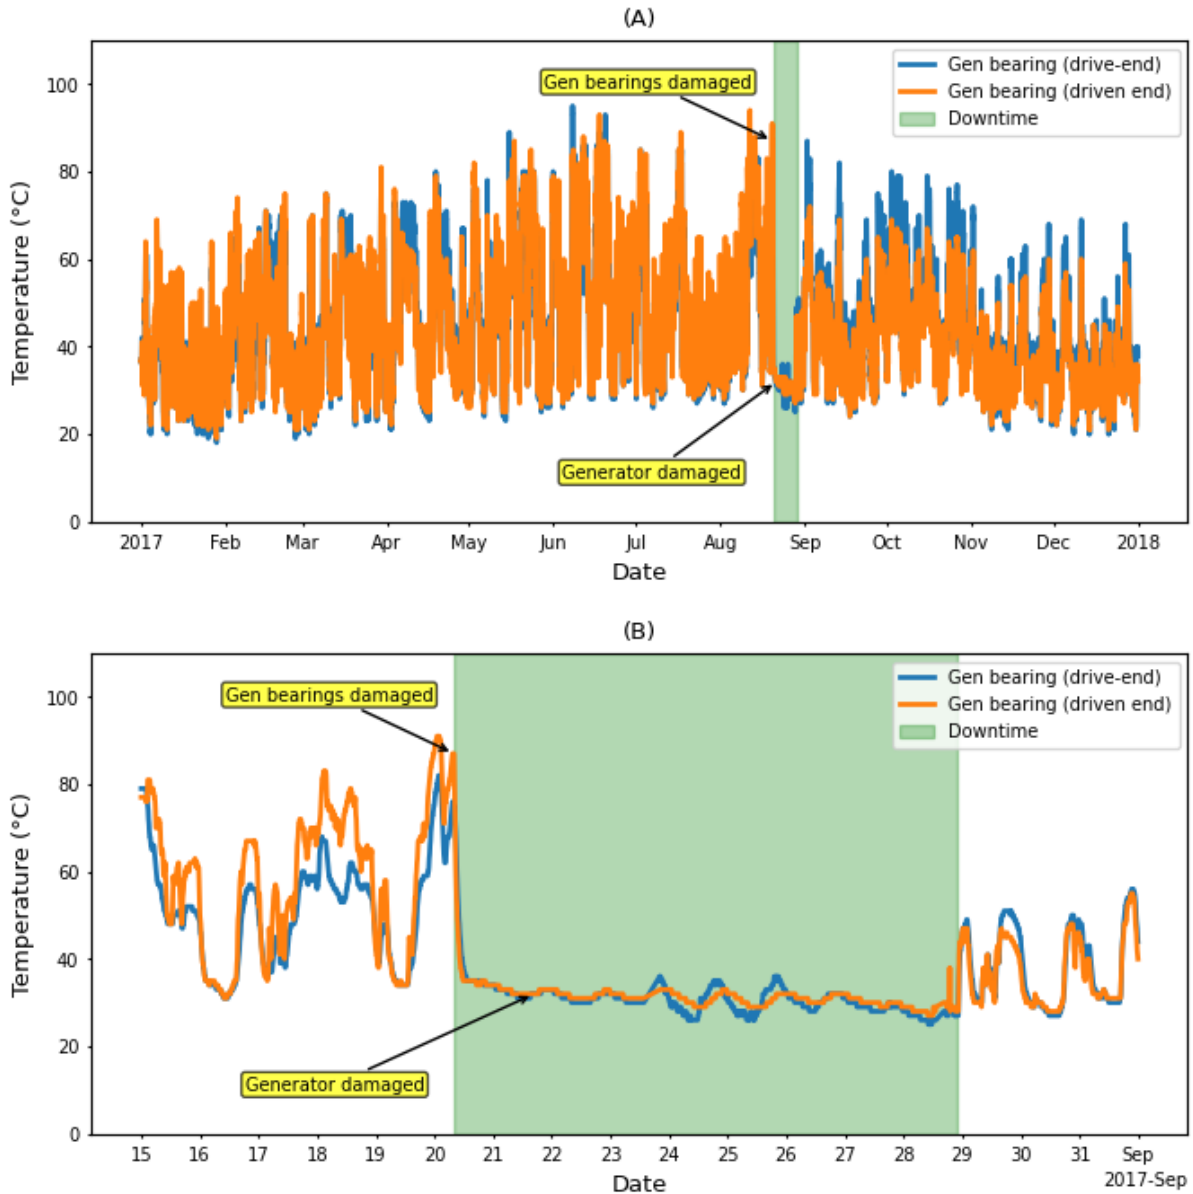 (A)
Temperature (°C)
100
80
60
40
20
0
Gen bearings damaged
Generator damaged
Gen bearing (drive-end)
Gen bearing (driven end)
Downtime
2017 Feb Mar Apr May Jun Jul Aug Sep Oct Nov Dec 2018
Date
(B)
Temperature (°C)
100
80
60
40
20
0
Gen bearings damaged
Generator damaged
Gen bearing (drive-end)
Gen bearing (driven end)
Downtime
15 16 17 18 19 20 21 22 23 24 25 26 27 28 29 30 31 Sep
2017-Sep
Date